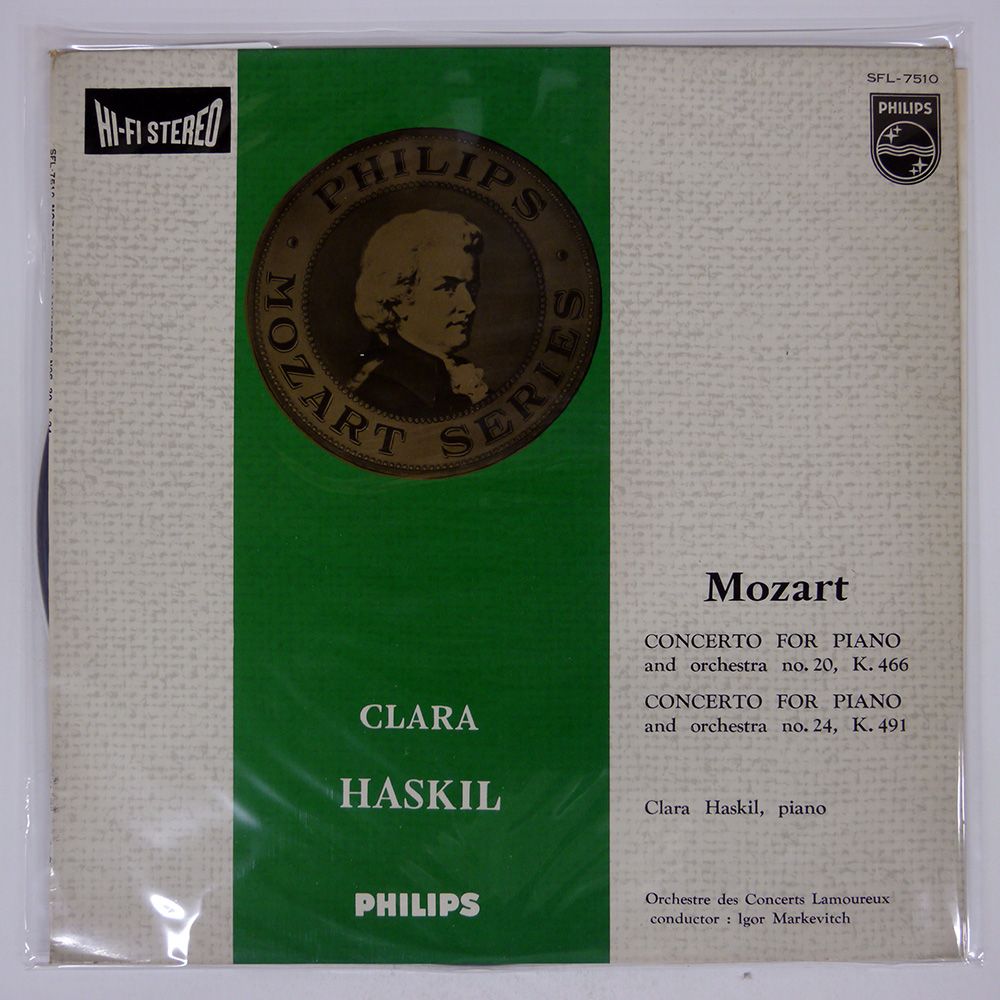 SFL-7510
HI-FI STEREO
PHILIPS
PHILIPS
MOZART SERIES
Mozart
CONCERTO FOR PIANO
and orchestra no. 20, K. 466
CONCERTO FOR PIANO
and orchestra no. 24, K. 491
CLARA
HASKIL
Clara Haskil, piano
PHILIPS
Orchestre des Concerts Lamoureux
conductor : Igor Markevitch
SFL-7510